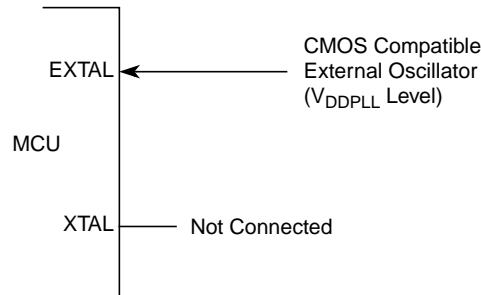 CMOS Compatible
External Oscillator
(VDDPLL Level)
EXTAL
MCU
XTAL
Not Connected